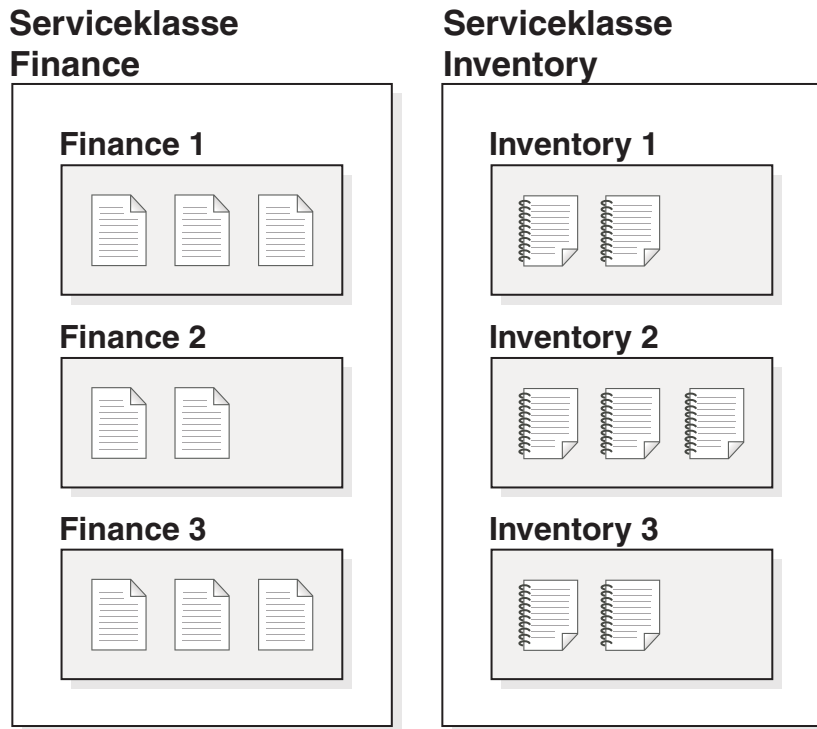 Serviceklasse
Finance
Finance 1
Finance 2
Finance 3
Serviceklasse
Inventory
Inventory 1
Inventory 2
Inventory 3